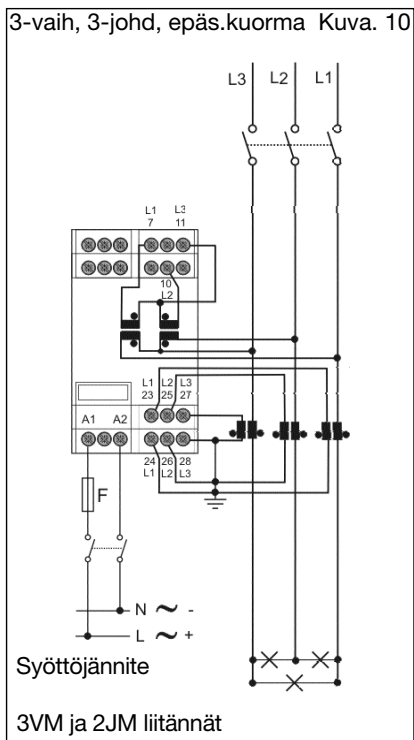 3-vaih, 3-johd, epäs.kuorma Kuva. 10
L3 L2 L1
L1 L3
7 11
10
L2
L1 L2 L3
23 25 27
A1 A2
24 26 28
L1 L2 L3
F
N ~ -
L ~ +
Syöttöjännite
3VM ja 2JM liitännät